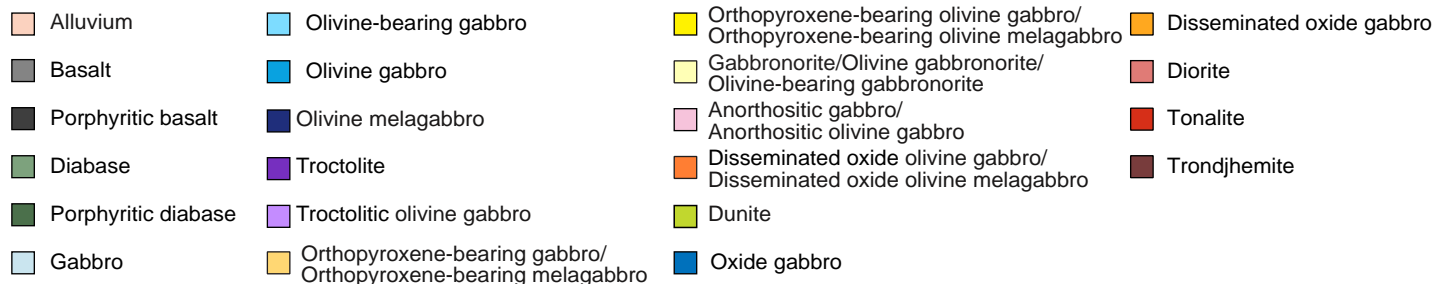 Alluvium
Basalt
Porphyritic basalt
Diabase
Porphyritic diabase
Gabbro
Olivine-bearing gabbro
Olivine gabbro
Olivine melagabbro
Troctolite
Troctolitic olivine gabbro
Orthopyroxene-bearing gabbro/
Orthopyroxene-bearing melagabbro
Orthopyroxene-bearing olivine gabbro/
Orthopyroxene-bearing olivine melagabbro
Gabbronorite/Olivine gabbronorite/
Olivine-bearing gabbronorite
Anorthositic gabbro/
Anorthositic olivine gabbro
Disseminated oxide olivine gabbro/
Disseminated oxide olivine melagabbro
Dunite
Oxide gabbro
Disseminated oxide gabbro
Diorite
Tonalite
Trondjhemite